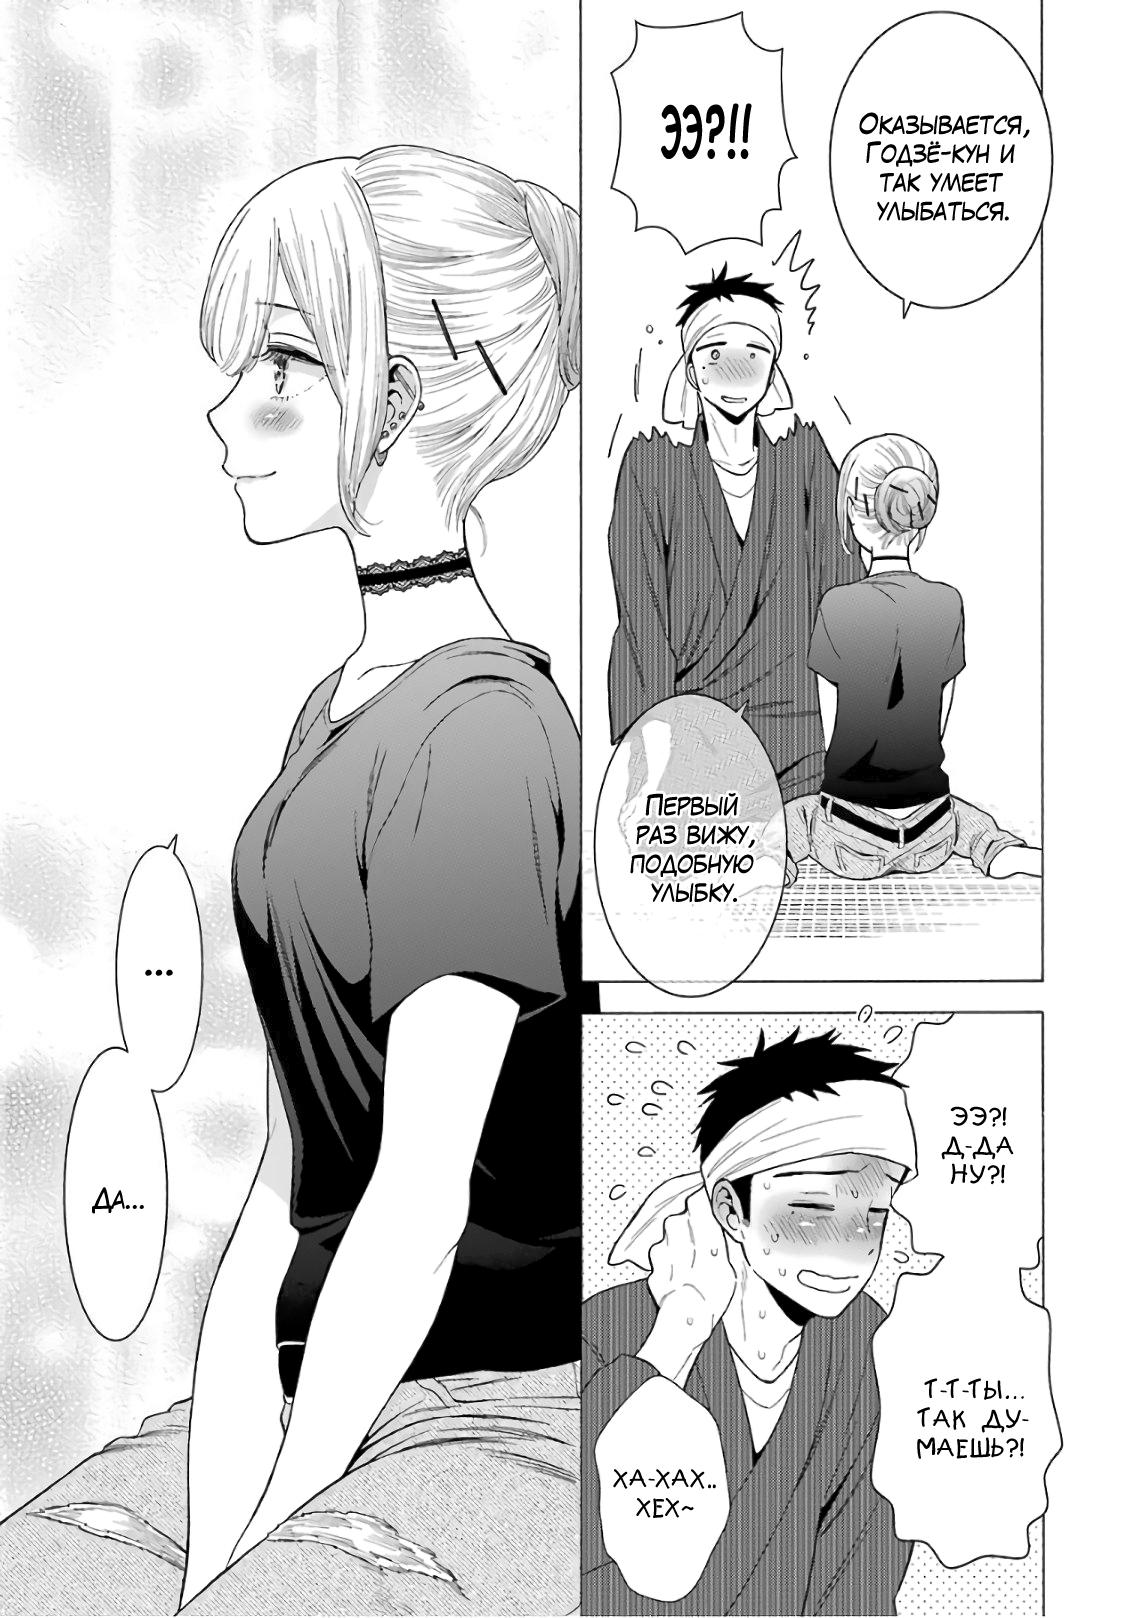 Оказывается,
Годзё-кун и
так умеет
улыбаться.
ЭЭ?!!
Первый
раз вижу,
подобную
улыбку.
ЭЭ?!
Д-ДА
НУ?!
Т-Т-ТЫ...
ТАК ДУ-
МАЕШЬ?!
ХА-ХАХ..
ХЕХ~
...
ДА...